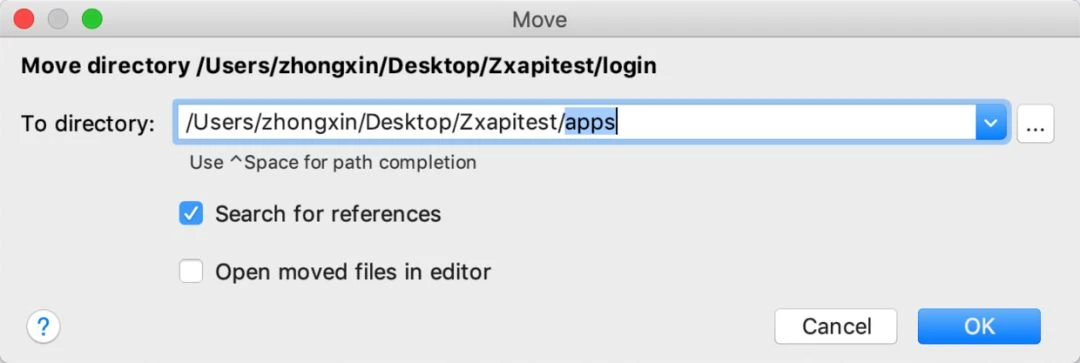 Move
Move directory /Users/zhongxin/Desktop/Zxapitest/login
To directory: /Users/zhongxin/Desktop/Zxapitest/apps ...
Use ^Space for path completion
Search for references
Open moved files in editor
? Cancel OK